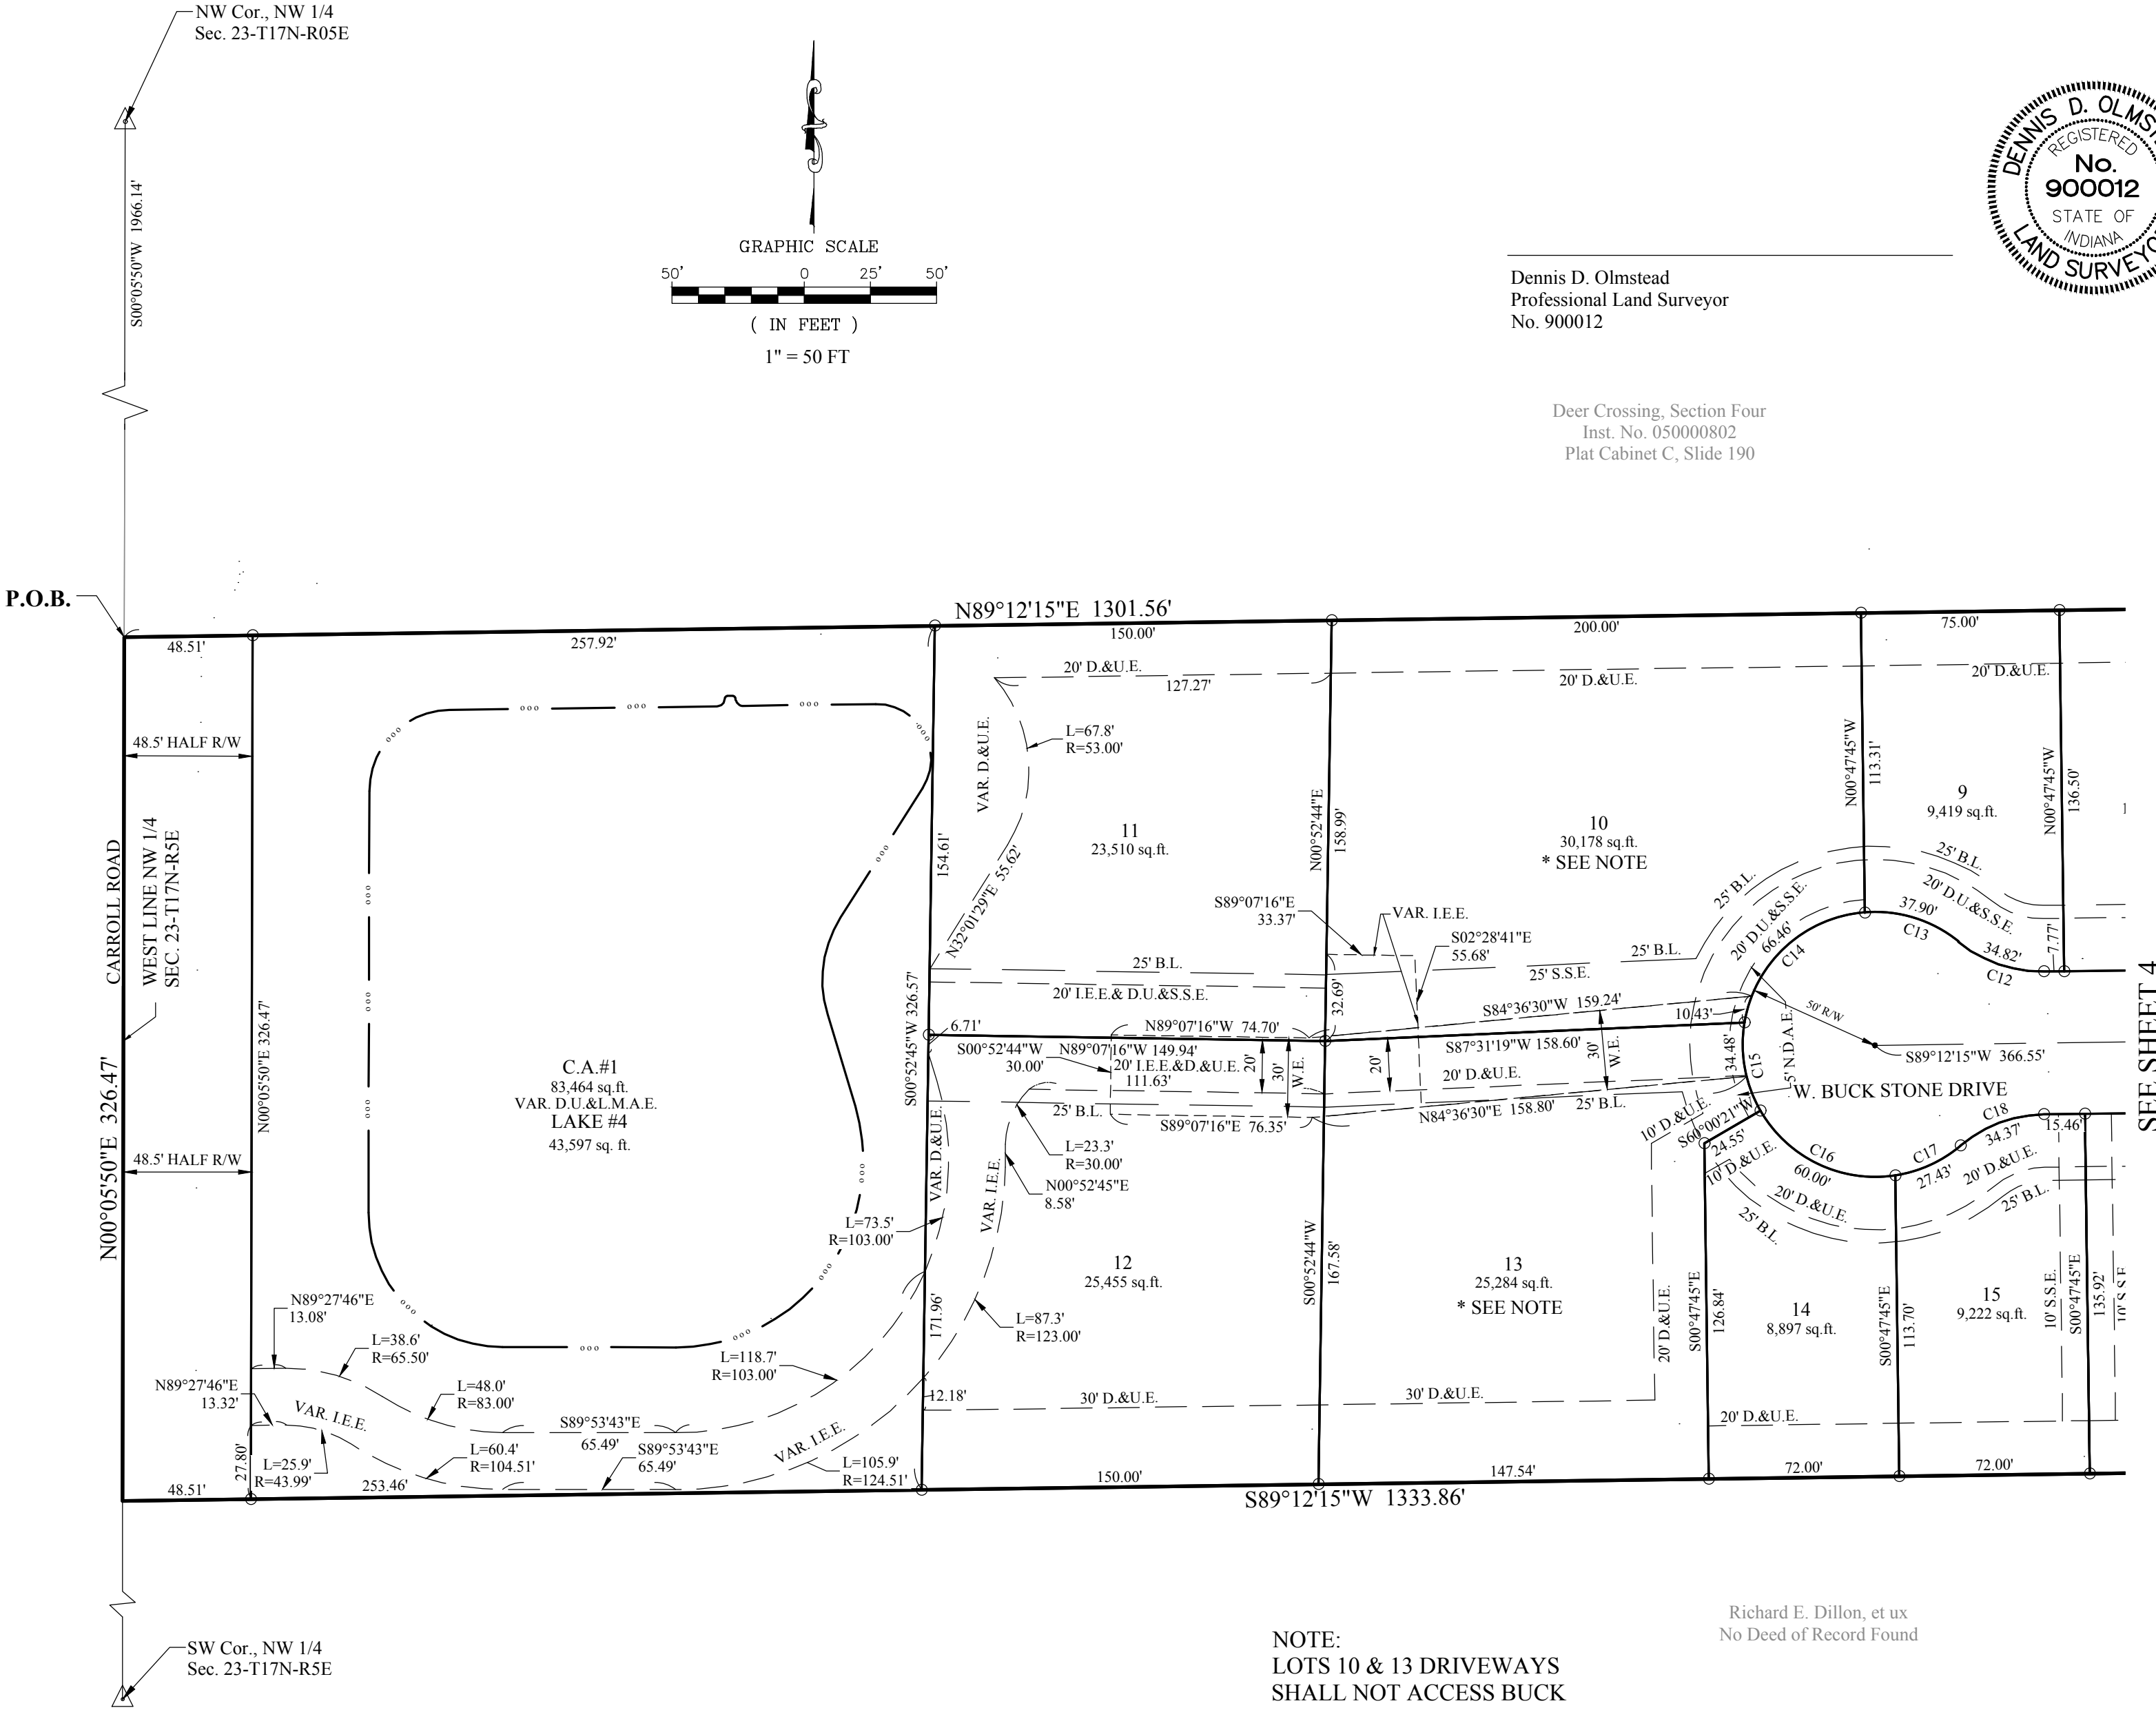 NW Cor., NW 1/4
Sec. 23-T17N-R05E
S00°05'50"W 1966.14'
GRAPHIC SCALE
50' 0 25' 50'
( IN FEET )
1" = 50 FT
DENNIS D. OLMST
REGISTERED
No.
900012
STATE OF
INDIANA
LAND SURVEYO
Dennis D. Olmstead
Professional Land Surveyor
No. 900012
Deer Crossing, Section Four
Inst. No. 050000802
Plat Cabinet C, Slide 190
P.O.B.
N89°12'15"E 1301.56'
48.51'
257.92'
150.00'
200.00'
75.00'
20' D.&U.E.
127.27'
20' D.&U.E.
20' D.&U.E.
48.5' HALF R/W
VAR. D.&U.E.
L=67.8'
R=53.00'
CARROLL ROAD
WEST LINE NW 1/4
SEC. 23-T17N-R5E
N00°05'50"E 326.47'
N00°05'50"E 326.47'
154.61'
N32°01'29"E 55.62'
11
23,510 sq.ft.
N00°52'44"E
158.99'
10
30,178 sq.ft.
* SEE NOTE
N00°47'45"W
113.31'
9
9,419 sq.ft.
N00°47'45"W
136.50'
25' B.L.
25' B.L.
20' D.U.&S.S.E.
20' D.U.&S.S.E.
66.46'
C14
37.90'
C13
34.82'
C12
7.77'
S89°07'16"E
33.37'
VAR. I.E.E.
S02°28'41"E
55.68'
25' B.L.
25' B.L.
25' S.S.E.
20' I.E.E.& D.U.&S.S.E.
32.69'
S84°36'30"W 159.24'
10.43'
50' R/W
S00°52'45"W 326.57'
6.71'
N89°07'16"W 74.70'
S00°52'44"W
30.00'
N89°07'16"W 149.94'
20' I.E.E.&D.&U.E.
111.63'
20'
30'
W.E.
20'
S87°31'19"W 158.60'
30'
W.E.
20' D.&U.E.
34.48'
C15
5' N.D.A.E.
S89°12'15"W 366.55'
W. BUCK STONE DRIVE
SEE SHEET 4
C.A.#1
83,464 sq.ft.
VAR. D.U.&L.M.A.E.
LAKE #4
43,597 sq. ft.
25' B.L.
S89°07'16"E 76.35'
N84°36'30"E 158.80'
25' B.L.
10' D.&U.E.
S60°00'21"W
24.55'
10' D.&U.E.
C16
60.00'
20' D.&U.E.
25' B.L.
C17
27.43'
C18
34.37'
15.46'
20' D.&U.E.
25' B.L.
48.5' HALF R/W
VAR. D.&U.E.
VAR. I.E.E.
L=23.3'
R=30.00'
N00°52'45"E
8.58'
L=73.5'
R=103.00'
12
25,455 sq.ft.
S00°52'44"W
167.58'
13
25,284 sq.ft.
* SEE NOTE
20' D.&U.E.
S00°47'45"E
126.84'
14
8,897 sq.ft.
S00°47'45"E
113.70'
15
9,222 sq.ft.
10' S.S.E.
S00°47'45"E
135.92'
10' S.S.E.
171.96'
L=87.3'
R=123.00'
N89°27'46"E
13.08'
L=38.6'
R=65.50'
L=118.7'
R=103.00'
N89°27'46"E
13.32'
L=48.0'
R=83.00'
VAR. I.E.E.
12.18'
30' D.&U.E.
30' D.&U.E.
20' D.&U.E.
S89°53'43"E
65.49'
S89°53'43"E
65.49'
VAR. I.E.E.
27.80'
L=25.9'
R=43.99'
L=60.4'
R=104.51'
L=105.9'
R=124.51'
48.51'
253.46'
150.00'
147.54'
72.00'
72.00'
S89°12'15"W 1333.86'
SW Cor., NW 1/4
Sec. 23-T17N-R5E
Richard E. Dillon, et ux
No Deed of Record Found
NOTE:
LOTS 10 & 13 DRIVEWAYS
SHALL NOT ACCESS BUCK